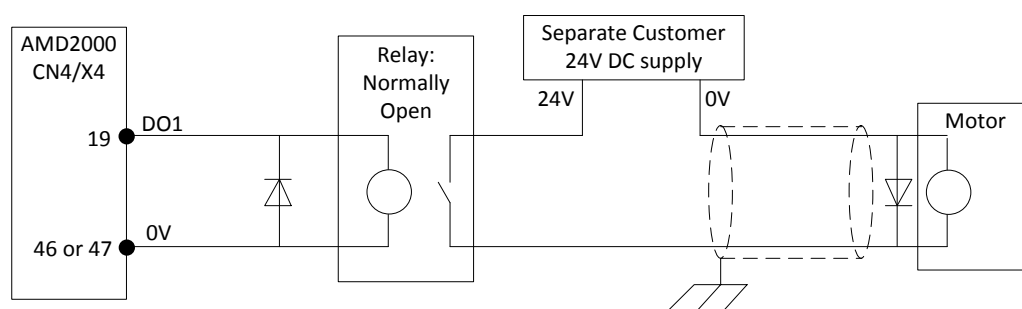 AMD2000
CN4/X4
19
DO1
46 or 47
0V
Relay:
Normally
Open
Separate Customer
24V DC supply
24V
0V
Motor